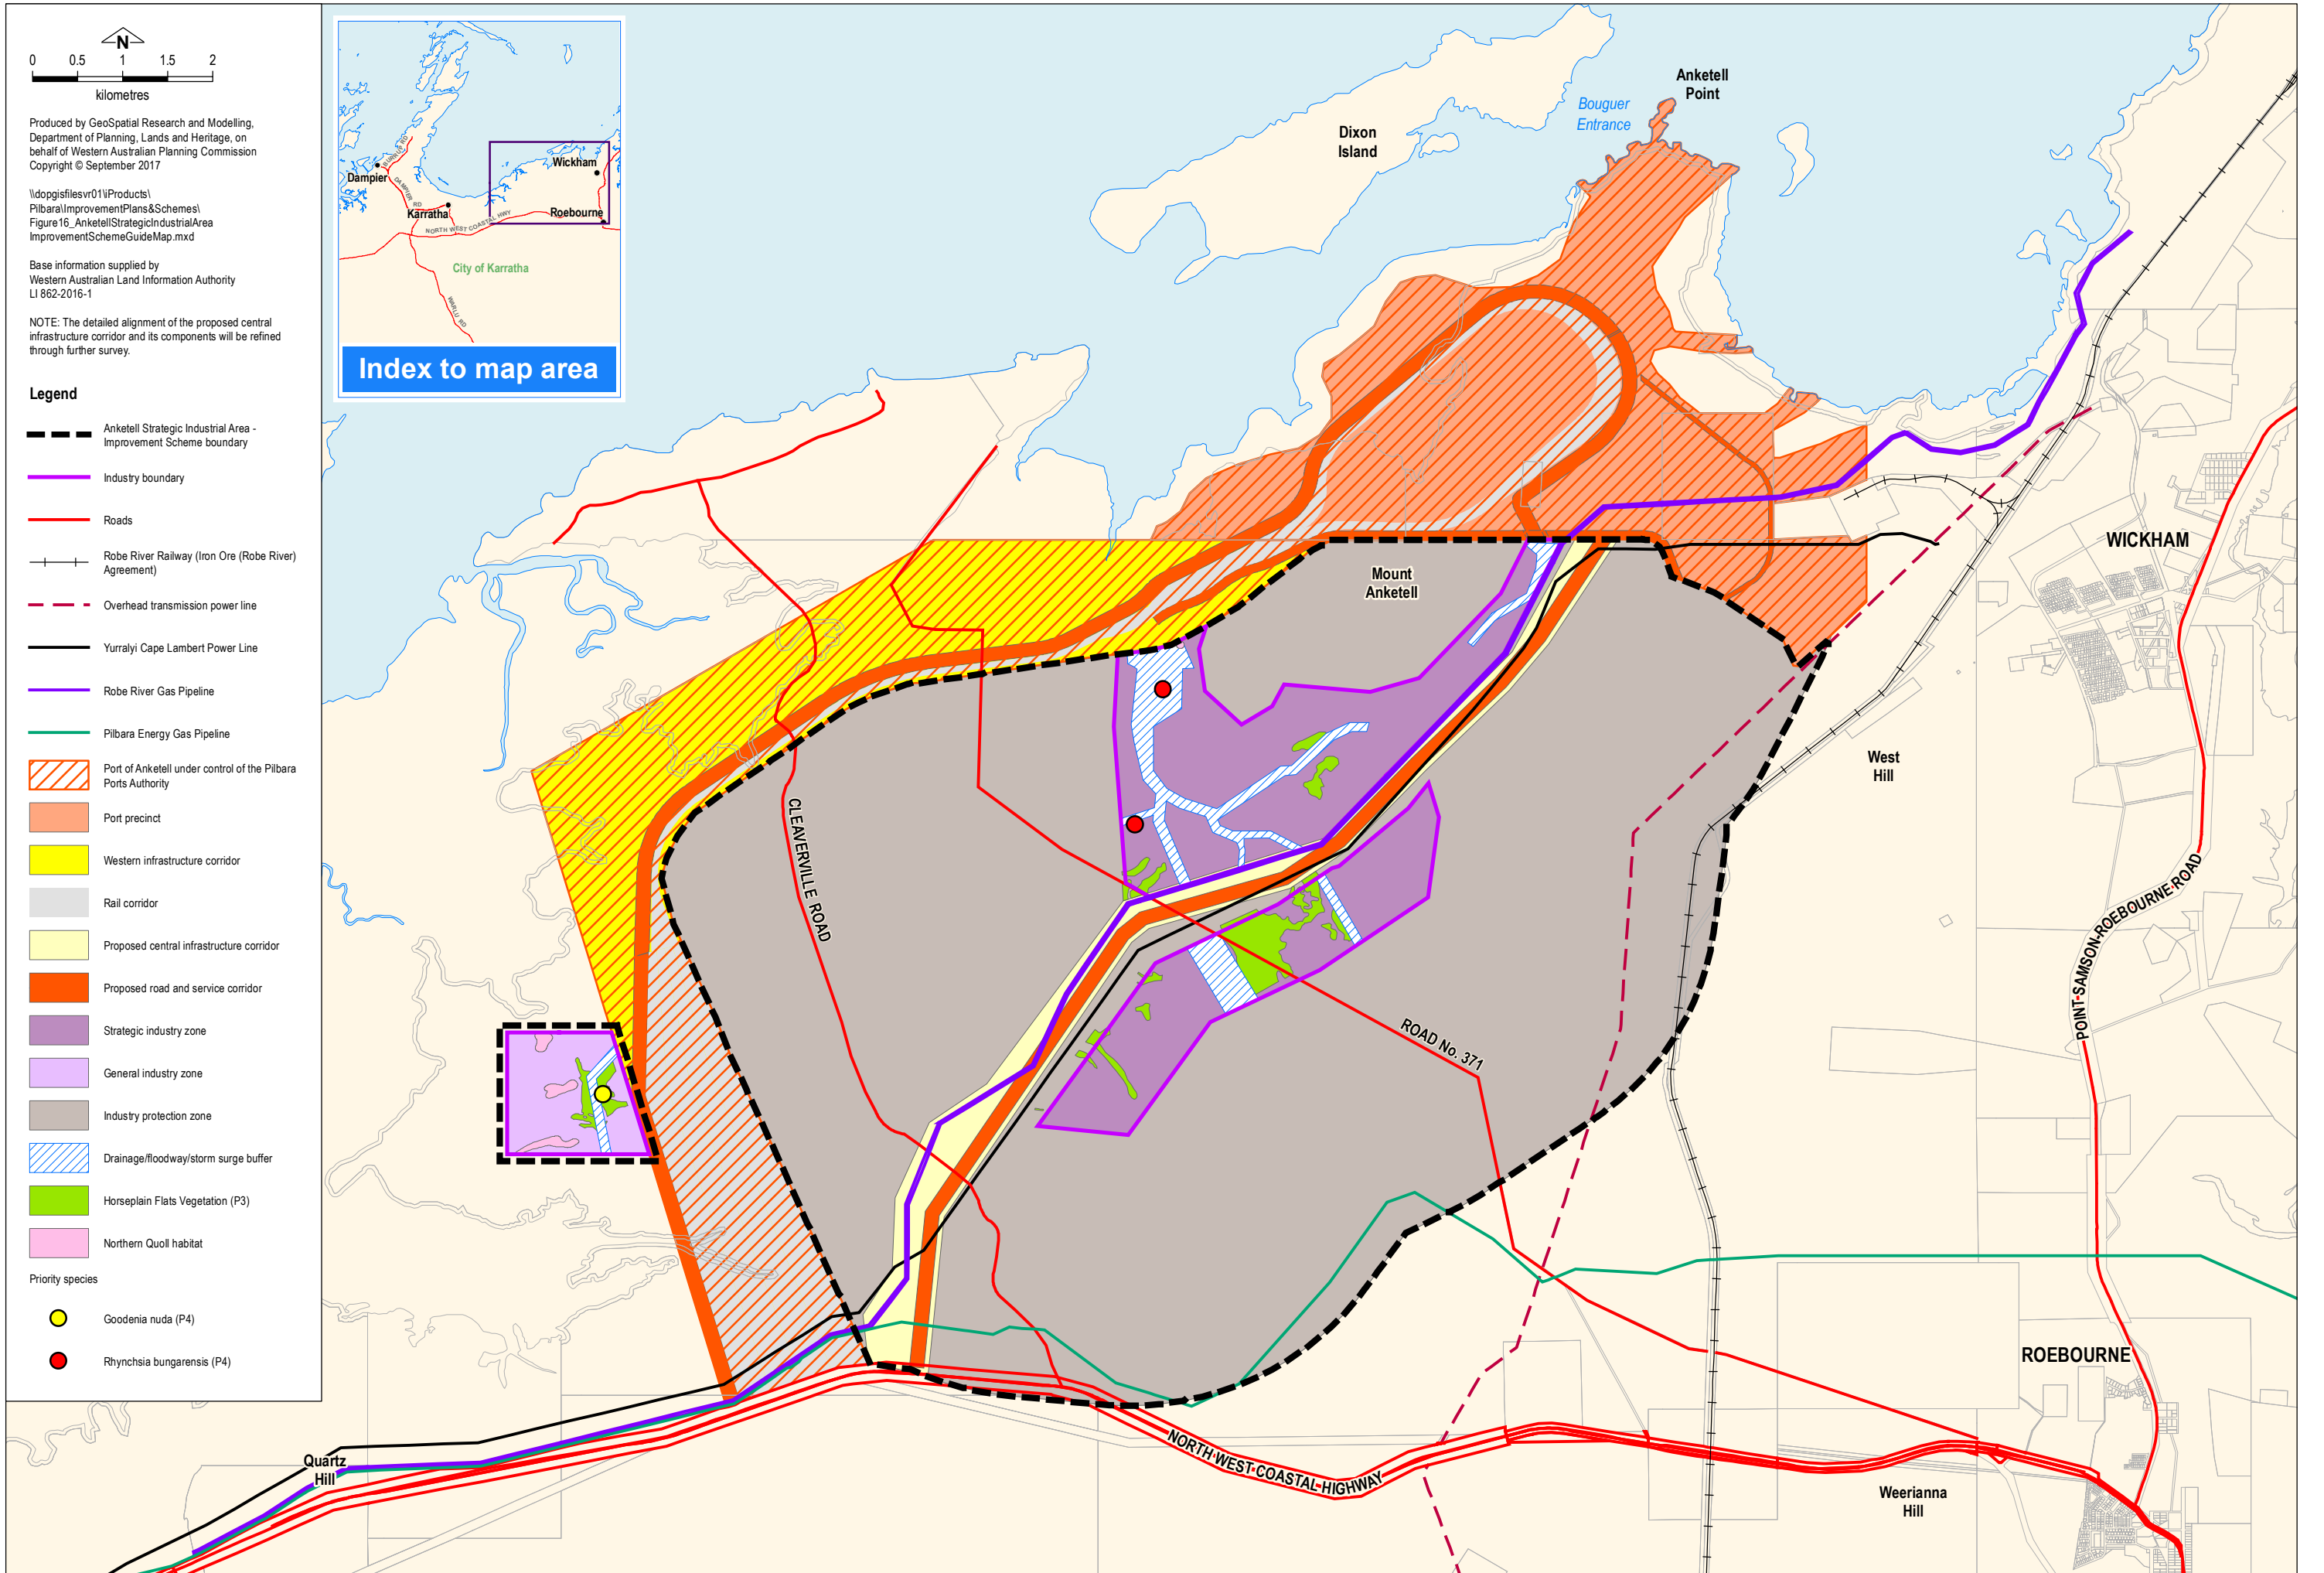 N
0 0.5 1 1.5 2
kilometres
Produced by GeoSpatial Research and Modelling,
Department of Planning, Lands and Heritage, on
behalf of Western Australian Planning Commission
Copyright © September 2017
\\dopgisfilesvr01\iProducts\
Pilbara\ImprovementPlans&Schemes\
Figure16_AnketellStrategicIndustrialArea
ImprovementSchemeGuideMap.mxd
Base information supplied by
Western Australian Land Information Authority
LI 862-2016-1
NOTE: The detailed alignment of the proposed central
infrastructure corridor and its components will be refined
through further survey.
Legend
Anketell Strategic Industrial Area -
Improvement Scheme boundary
Industry boundary
Roads
Robe River Railway (Iron Ore (Robe River)
Agreement)
Overhead transmission power line
Yurralyi Cape Lambert Power Line
Robe River Gas Pipeline
Pilbara Energy Gas Pipeline
Port of Anketell under control of the Pilbara
Ports Authority
Port precinct
Western infrastructure corridor
Rail corridor
Proposed central infrastructure corridor
Proposed road and service corridor
Strategic industry zone
General industry zone
Industry protection zone
Drainage/floodway/storm surge buffer
Horseplain Flats Vegetation (P3)
Northern Quoll habitat
Priority species
Goodenia nuda (P4)
Rhynchsia bungarensis (P4)
BURRUP RD
Dampier
DAMPIER RD
Karratha
NORTH WEST COASTAL HWY
Wickham
Roebourne
City of Karratha
WARLU RD
Index to map area
Dixon
Island
Bouguer
Entrance
Anketell
Point
Mount
Anketell
WICKHAM
West
Hill
CLEAVERVILLE ROAD
ROAD No. 371
POINT-SAMSON-ROEBOURNE-ROAD
ROEBOURNE
NORTH WEST COASTAL HIGHWAY
Quartz
Hill
Weerianna
Hill